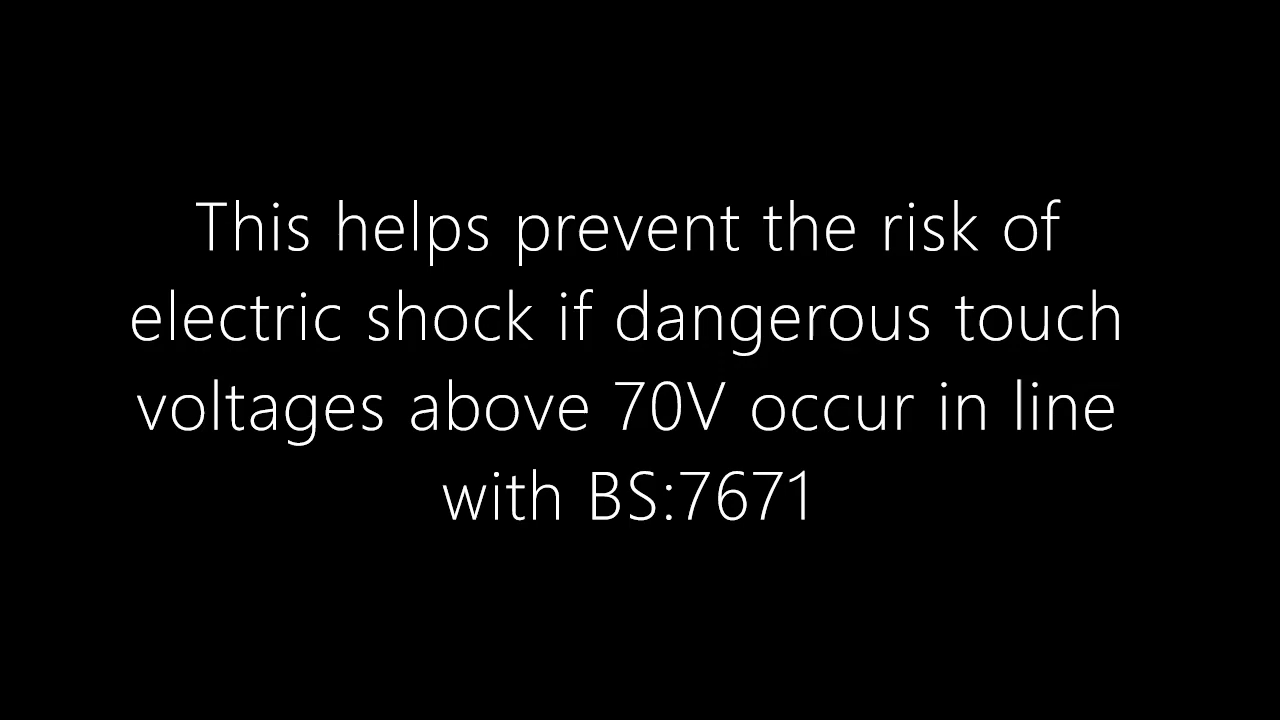 This helps prevent the risk of
electric shock if dangerous touch
voltages above 70V occur in line
with BS:7671